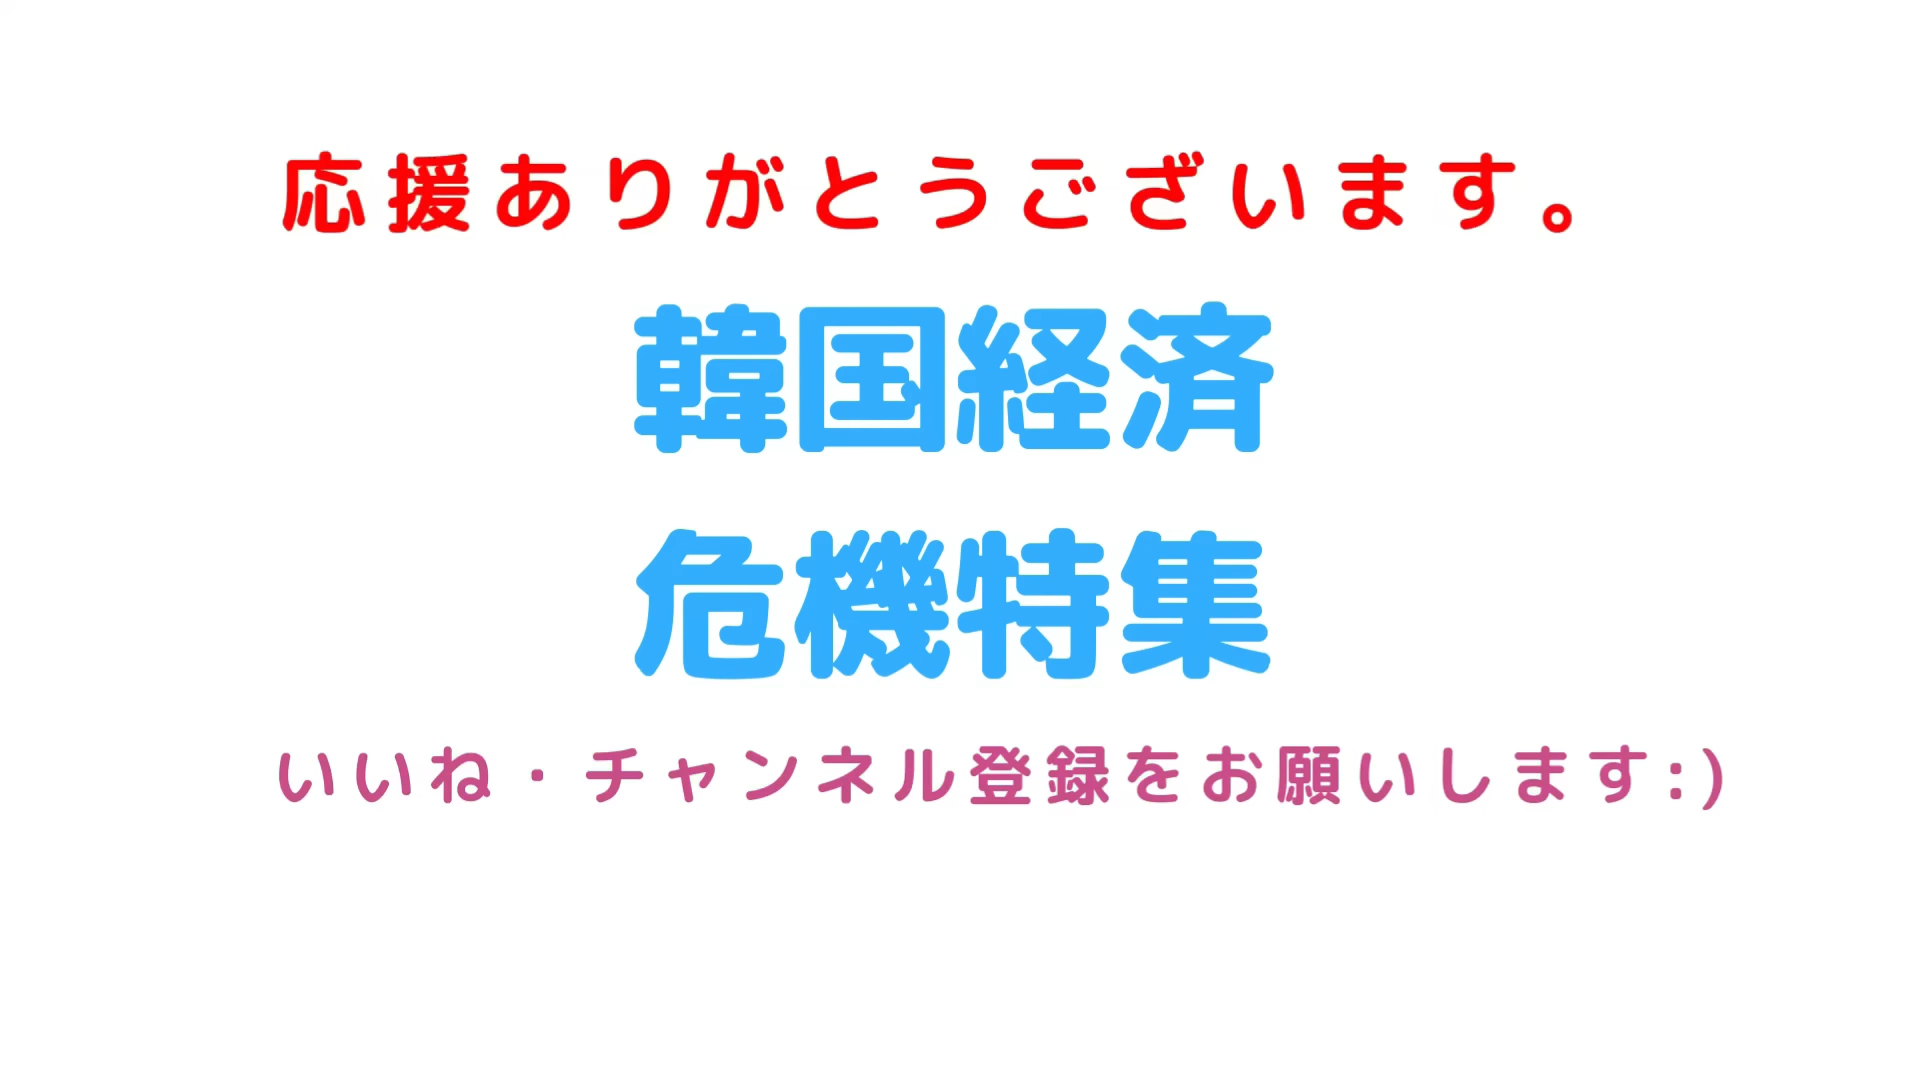 応援ありがとうございます。
韓国経済
危機特集
いいね・チャンネル登録をお願いします:)